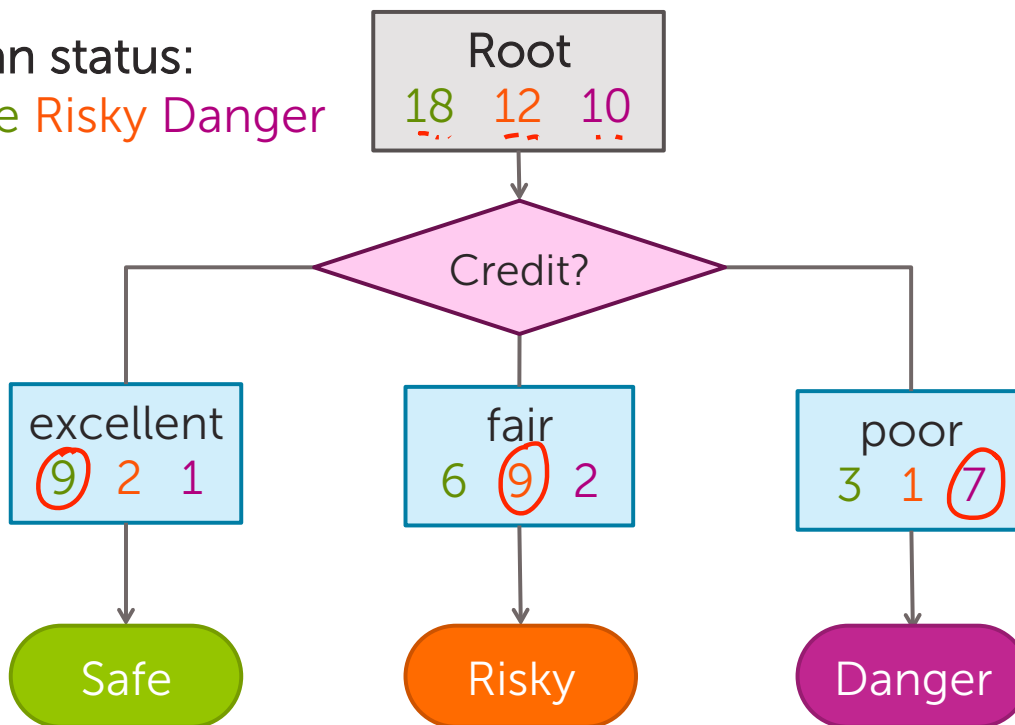 an status:
e Risky Danger
Root
18 12 10
Credit?
excellent
9 2 1
fair
6 9 2
poor
3 1 7
Safe
Risky
Danger